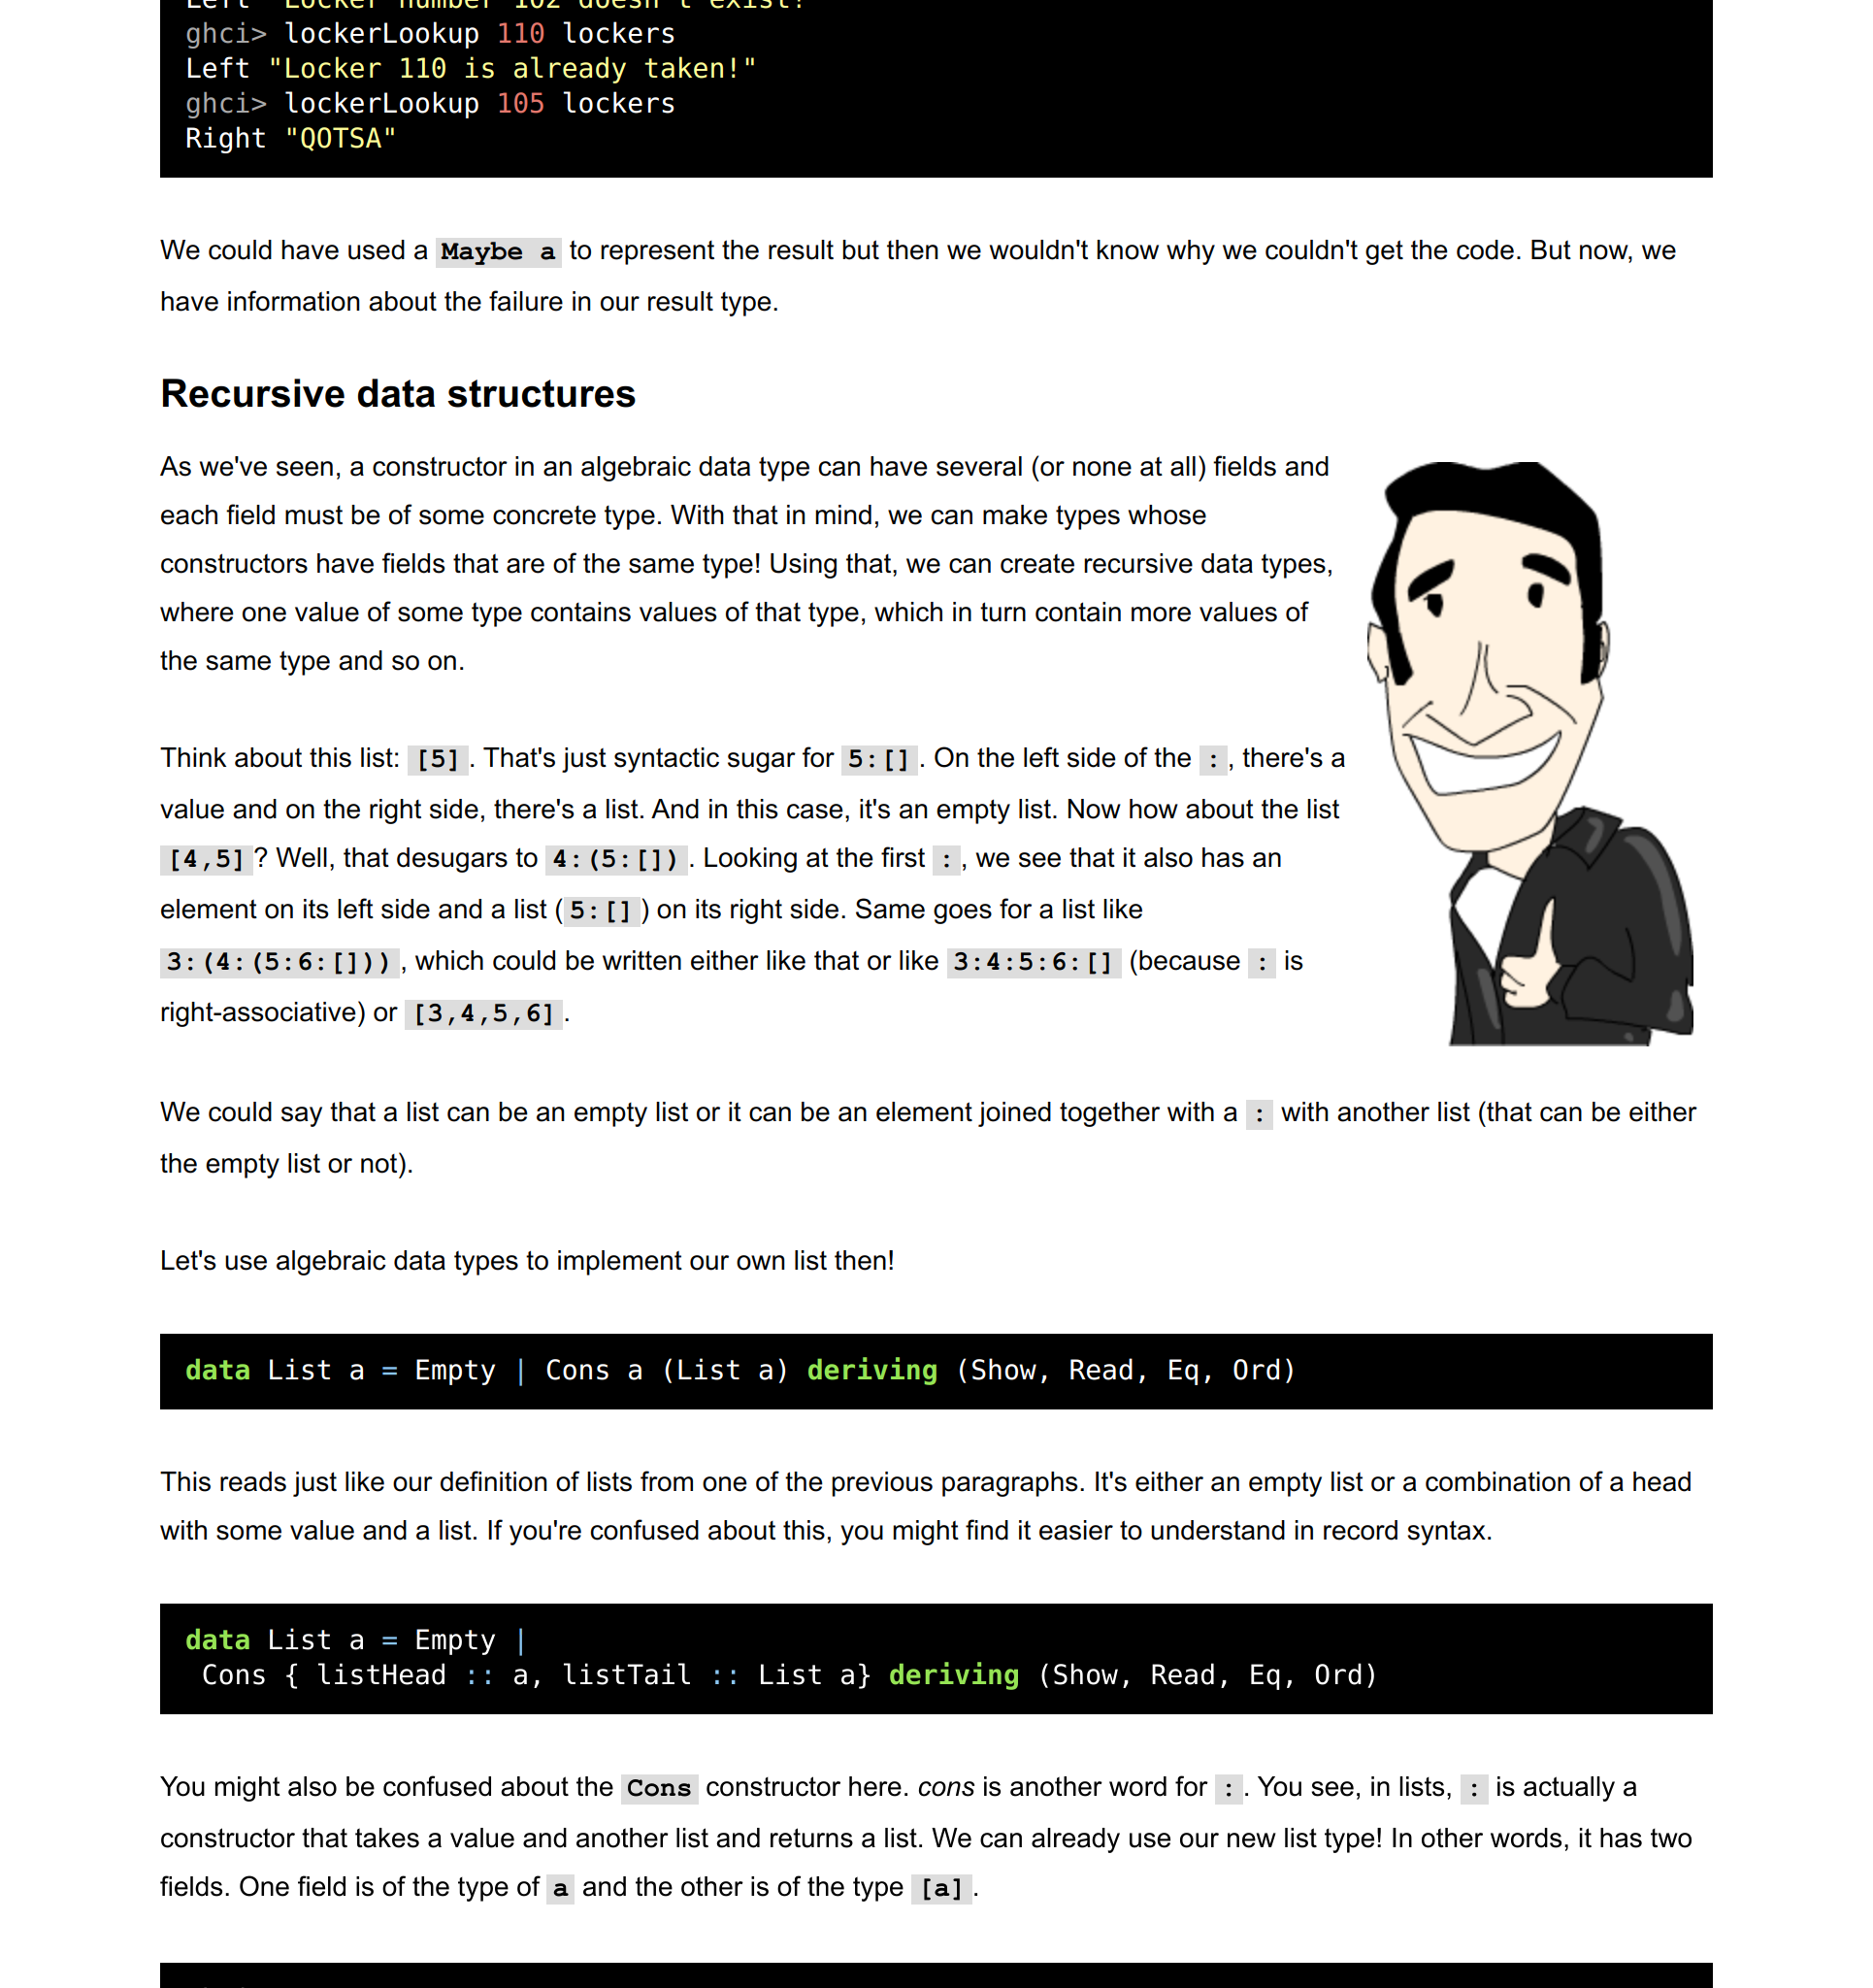 Left "Locker number 102 doesn't exist!"
ghci> lockerLookup 110 lockers
Left "Locker 110 is already taken!"
ghci> lockerLookup 105 lockers
Right "QOTSA"
We could have used a Maybe a to represent the result but then we wouldn't know why we couldn't get the code. But now, we
have information about the failure in our result type.
Recursive data structures
As we've seen, a constructor in an algebraic data type can have several (or none at all) fields and
each field must be of some concrete type. With that in mind, we can make types whose
constructors have fields that are of the same type! Using that, we can create recursive data types,
where one value of some type contains values of that type, which in turn contain more values of
the same type and so on.
Think about this list: [5]. That's just syntactic sugar for 5:[]. On the left side of the :, there's a
value and on the right side, there's a list. And in this case, it's an empty list. Now how about the list
[4,5]? Well, that desugars to 4:(5:[]). Looking at the first :, we see that it also has an
element on its left side and a list (5:[]) on its right side. Same goes for a list like
3:(4:(5:6:[])), which could be written either like that or like 3:4:5:6:[] (because : is
right-associative) or [3,4,5,6].
We could say that a list can be an empty list or it can be an element joined together with a : with another list (that can be either
the empty list or not).
Let's use algebraic data types to implement our own list then!
data List a = Empty | Cons a (List a) deriving (Show, Read, Eq, Ord)
This reads just like our definition of lists from one of the previous paragraphs. It's either an empty list or a combination of a head
with some value and a list. If you're confused about this, you might find it easier to understand in record syntax.
data List a = Empty |
Cons { listHead :: a, listTail :: List a} deriving (Show, Read, Eq, Ord)
You might also be confused about the Cons constructor here. cons is another word for :. You see, in lists, : is actually a
constructor that takes a value and another list and returns a list. We can already use our new list type! In other words, it has two
fields. One field is of the type of a and the other is of the type [a].